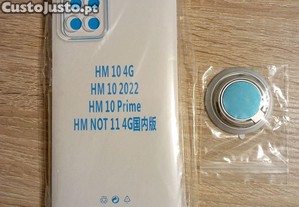 CustoJusto.pt
HM 10 4G
HM 10 2022
HM 10 Prime
HM NOT 11 4G国内版